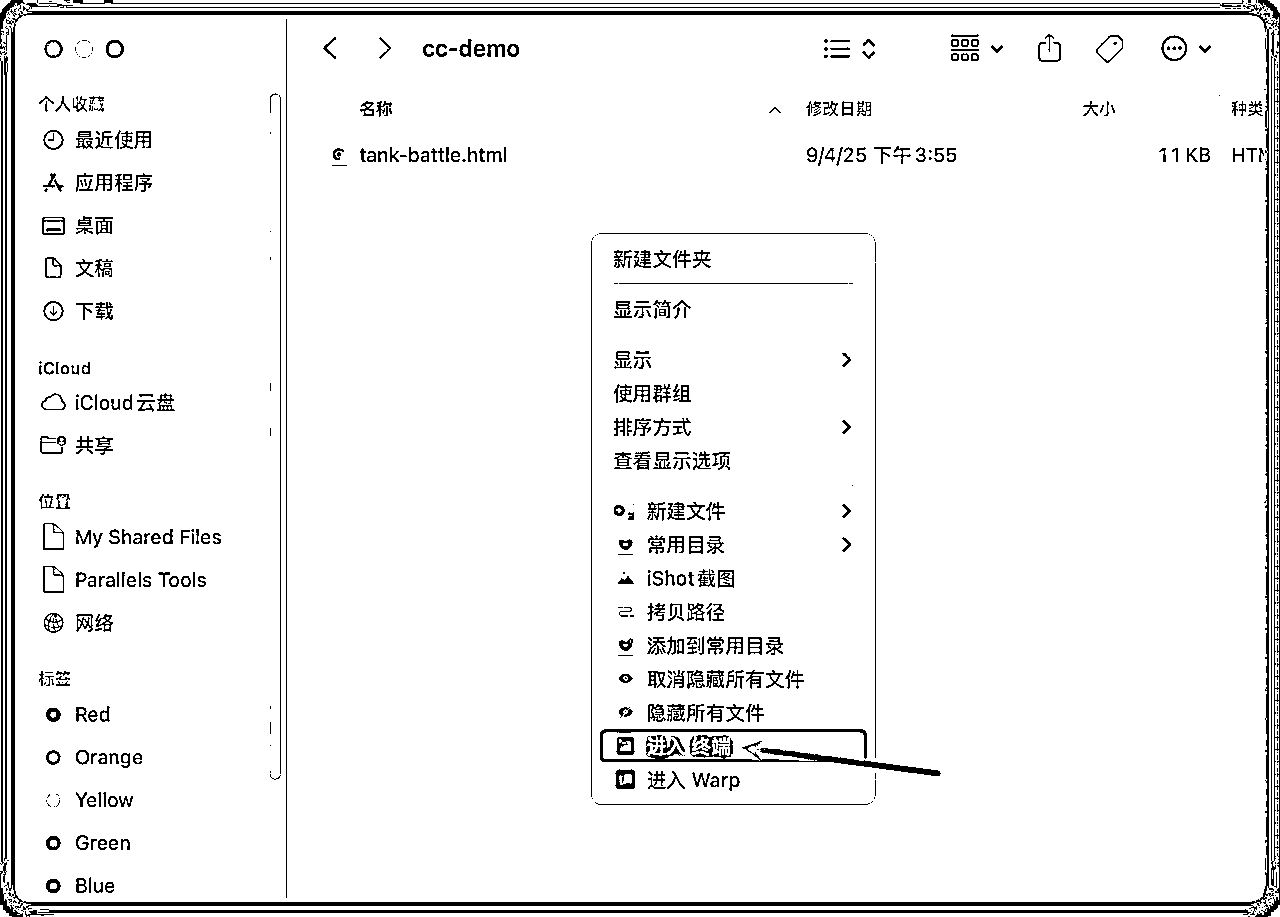 cc-demo
个人收藏
最近使用
应用程序
桌面
文稿
下载
iCloud
iCloud云盘
共享
位置
My Shared Files
Parallels Tools
网络
标签
Red
Orange
Yellow
Green
Blue
名称 修改日期 大小 种类
tank-battle.html 9/4/25 下午3:55 11 KB HTM
新建文件夹
显示简介
显示
使用群组
排序方式
查看显示选项
新建文件
常用目录
iShot截图
拷贝路径
添加到常用目录
取消隐藏所有文件
隐藏所有文件
进入 终端
进入 Warp